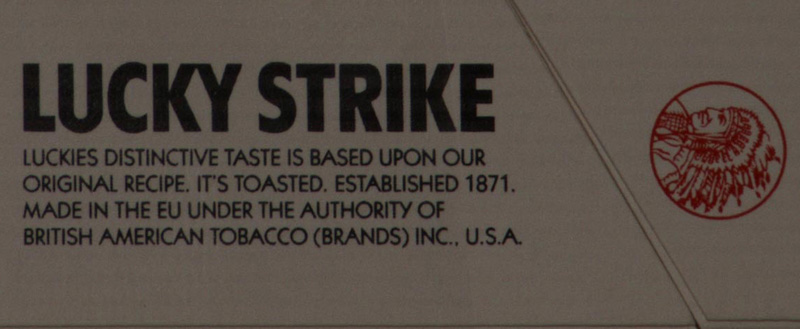 LUCKY STRIKE
LUCKIES DISTINCTIVE TASTE IS BASED UPON OUR
ORIGINAL RECIPE. IT'S TOASTED. ESTABLISHED 1871.
MADE IN THE EU UNDER THE AUTHORITY OF
BRITISH AMERICAN TOBACCO (BRANDS) INC., U.S.A.